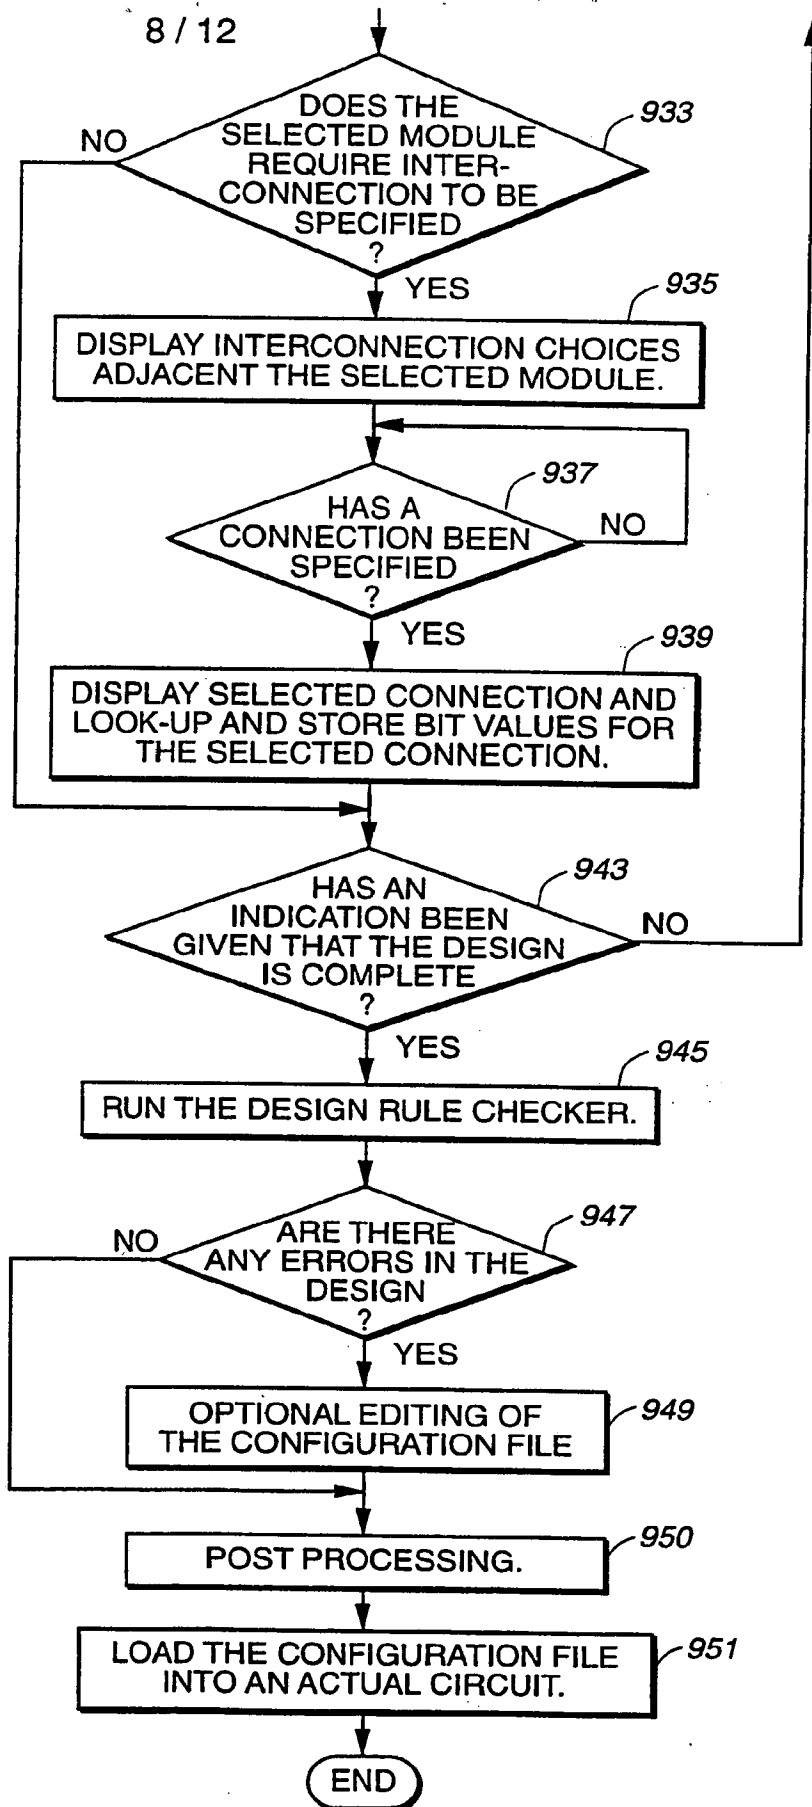 8 / 12
DOES THE
SELECTED MODULE
REQUIRE INTER-
CONNECTION TO BE
SPECIFIED
?
933
NO
YES
935
DISPLAY INTERCONNECTION CHOICES
ADJACENT THE SELECTED MODULE.
937
HAS A
CONNECTION BEEN
SPECIFIED
?
NO
YES
939
DISPLAY SELECTED CONNECTION AND
LOOK-UP AND STORE BIT VALUES FOR
THE SELECTED CONNECTION.
943
HAS AN
INDICATION BEEN
GIVEN THAT THE DESIGN
IS COMPLETE
?
NO
YES
945
RUN THE DESIGN RULE CHECKER.
947
NO
ARE THERE
ANY ERRORS IN THE
DESIGN
?
YES
949
OPTIONAL EDITING OF
THE CONFIGURATION FILE
950
POST PROCESSING.
951
LOAD THE CONFIGURATION FILE
INTO AN ACTUAL CIRCUIT.
END